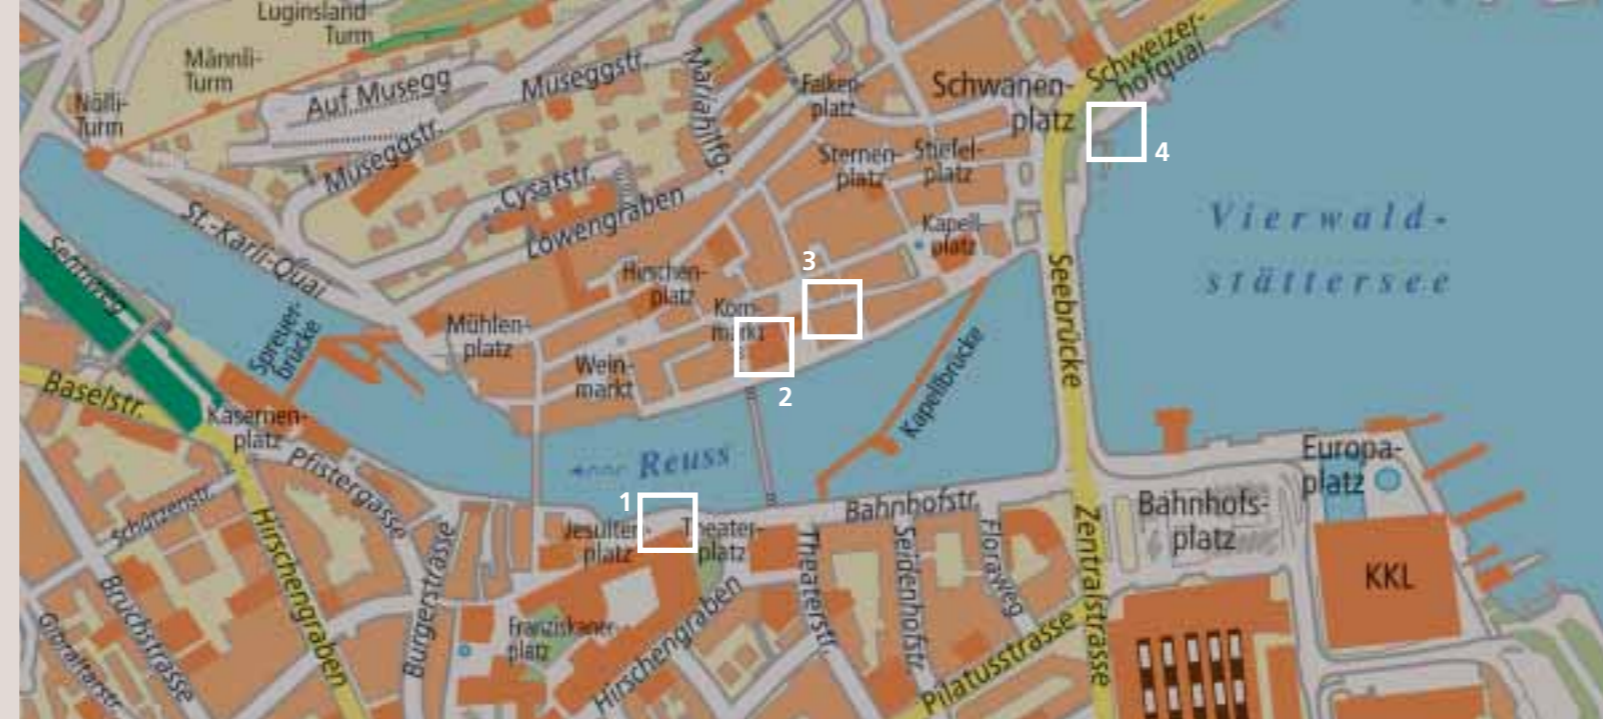 Luginsland
Turm
Männli-
Turm
Nölli-
Turm
Auf Musegg
Museggstr.
Museggstr.
Mariahilfg.
Falken-
platz
Schwanen-
platz
Schweizer-
hofquai
4
Sternen-
platz
Stiefel-
platz
Cysatstr.
Löwengraben
Kapell-
platz
St.-Karli-Quai
Vierwald-
stättersee
Sentiweg
Hirschen-
platz
3
Korn-
markt
2
Seebrücke
Spreuer-
brücke
Mühlen-
platz
Wein-
markt
Kapellbrücke
Baselstr.
Kasernen-
platz
Reuss
Europa-
platz
Pfistergasse
Schützenstr.
1
Jesuiten-
platz
Theater-
platz
Bahnhofstr.
Bahnhofs-
platz
Hirschengraben
Burgerstrasse
Theaterstr.
Seidenhofstr.
Floraweg
Zentralstrasse
KKL
Bruchstrasse
Gibraltarstr.
Franziskaner-
platz
Hirschengraben
Pilatusstrasse